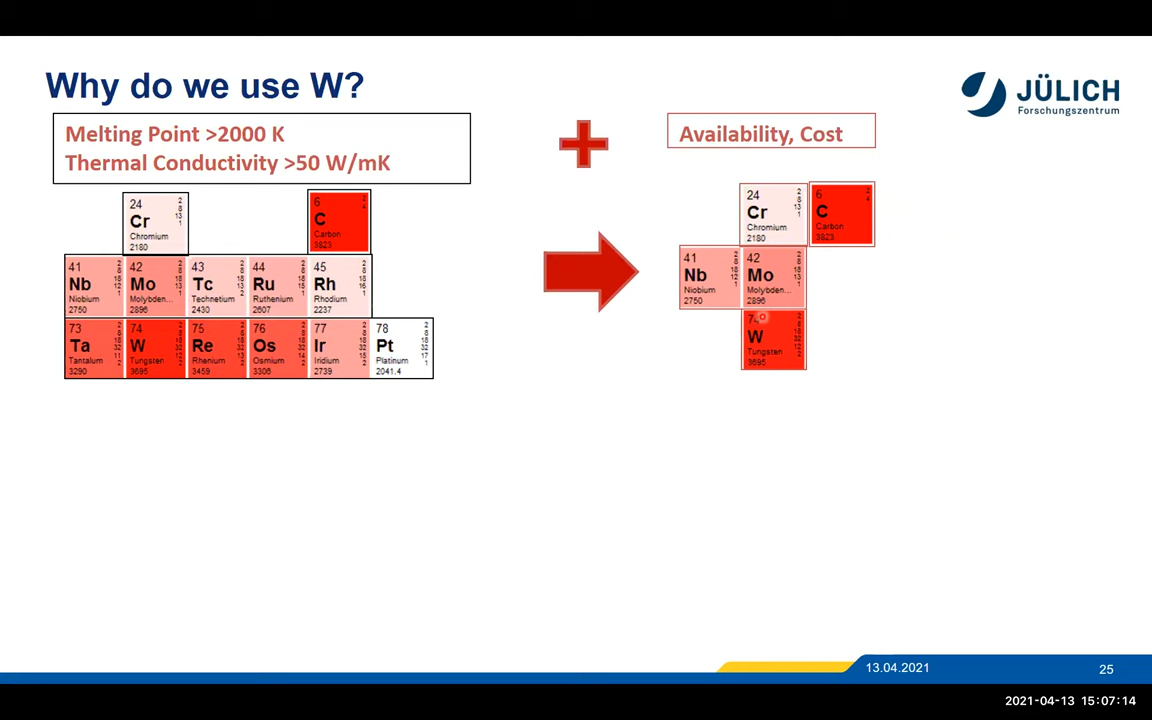 Why do we use W?
JÜLICH
Forschungszentrum
Melting Point >2000 K
Thermal Conductivity >50 W/mK
Availability, Cost
24
Cr
Chromium
2180
6
C
Carbon
3823
41 42 43 44 45
Nb Mo Tc Ru Rh
Niobium Molybden... Technetium Ruthenium Rhodium
2750 2896 2430 2607 2237
73 74 75 76 77 78
Ta W Re Os Ir Pt
Tantalum Tungsten Rhenium Osmium Iridium Platinum
3290 3695 3459 3306 2739 2041.4
24 6
Cr C
Chromium Carbon
2180 3823
41 42
Nb Mo
Niobium Molybden...
2750 2896
W
Tungsten
3695
13.04.2021
25
2021-04-13 15:07:14